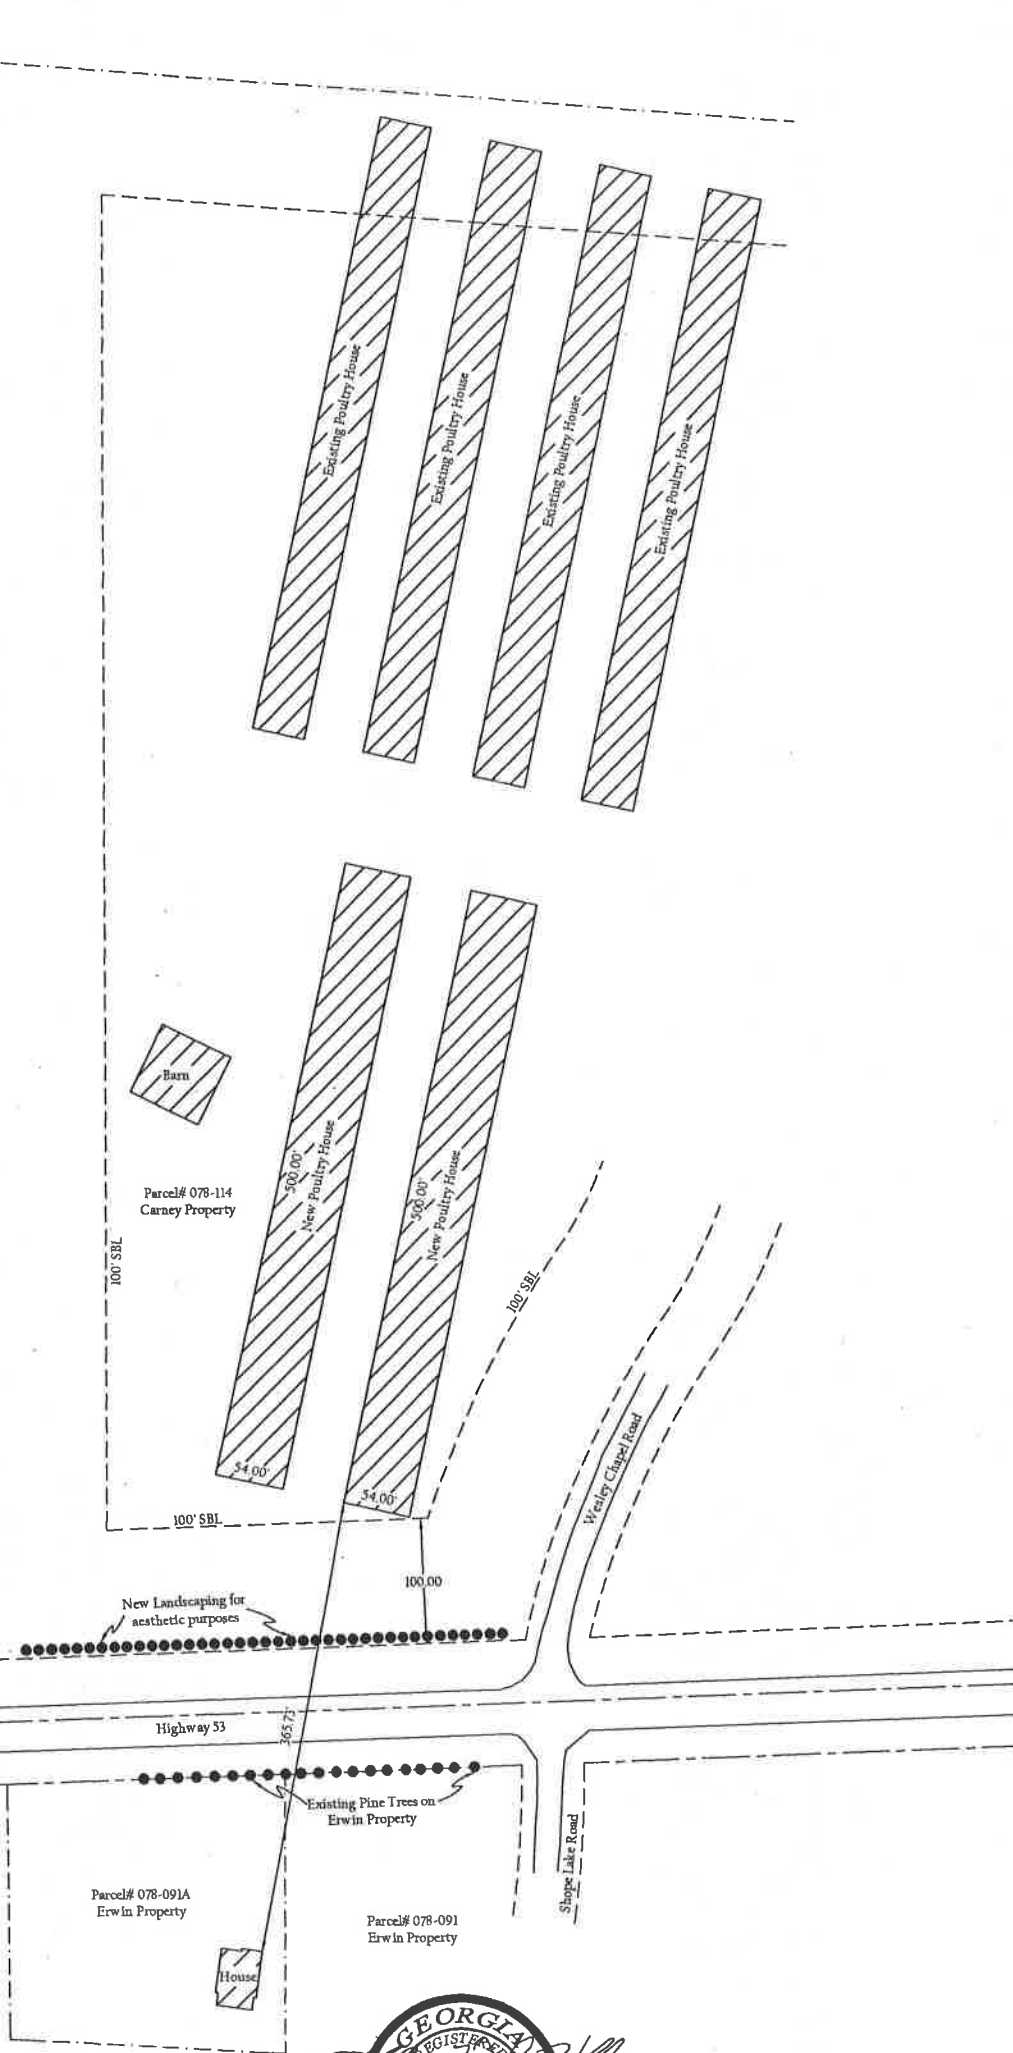 Existing Poultry House
Existing Poultry House
Existing Poultry House
Existing Poultry House
Barn
500.00'
New Poultry House
500.00'
New Poultry House
Parcel# 078-114
Carney Property
100' SBL
100' SBL
54.00'
54.00'
100' SBL
Wesley Chapel Road
100.00
New Landscaping for
aesthetic purposes
Highway 53
365.73'
Existing Pine Trees on
Erwin Property
Shope Lake Road
Parcel# 078-091A
Erwin Property
Parcel# 078-091
Erwin Property
House
GEORGIA
REGISTERED